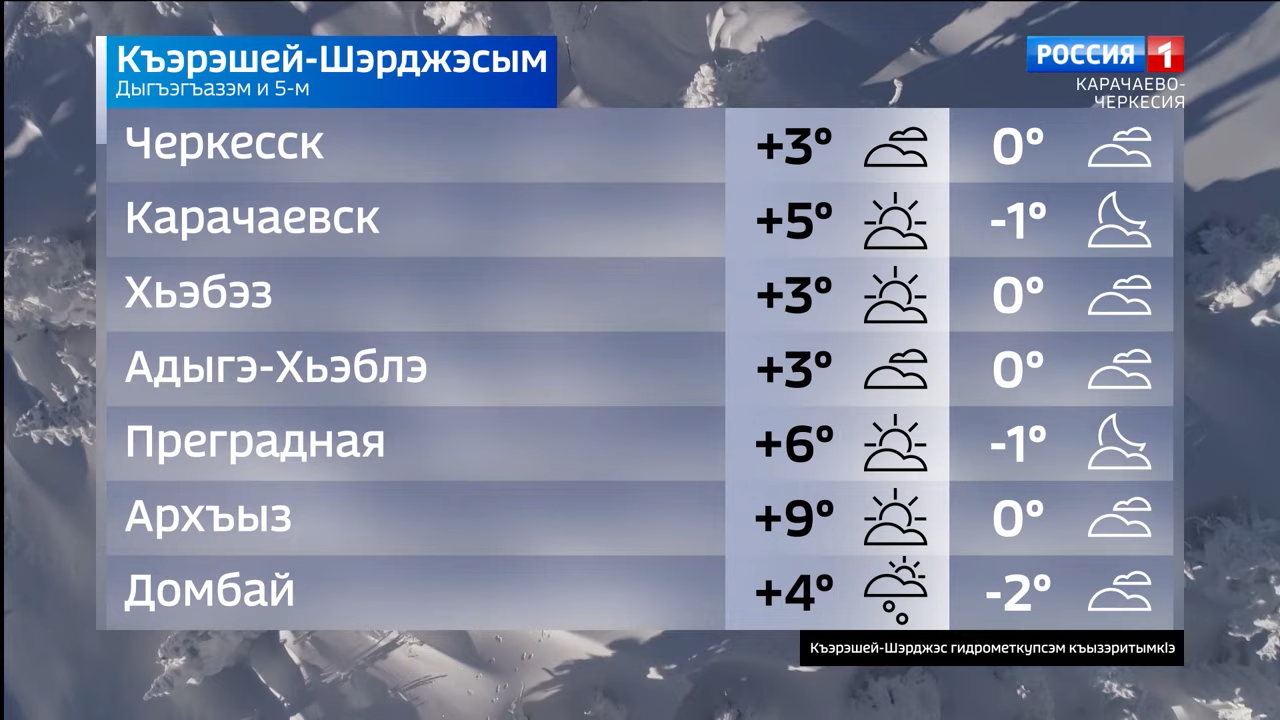 Къэрэшей-Шэрджэсым
Дыгъэгъазэм и 5-м
РОССИЯ 1
КАРАЧАЕВО-
ЧЕРКЕСИЯ
Черкесск +3° 0°
Карачаевск +5° -1°
Хьэбэз +3° 0°
Адыгэ-Хьэблэ +3° 0°
Преградная +6° -1°
Архъыз +9° 0°
Домбай +4° -2°
Къэрэшей-Шэрджэс гидрометкупсэм къызэритымкIэ